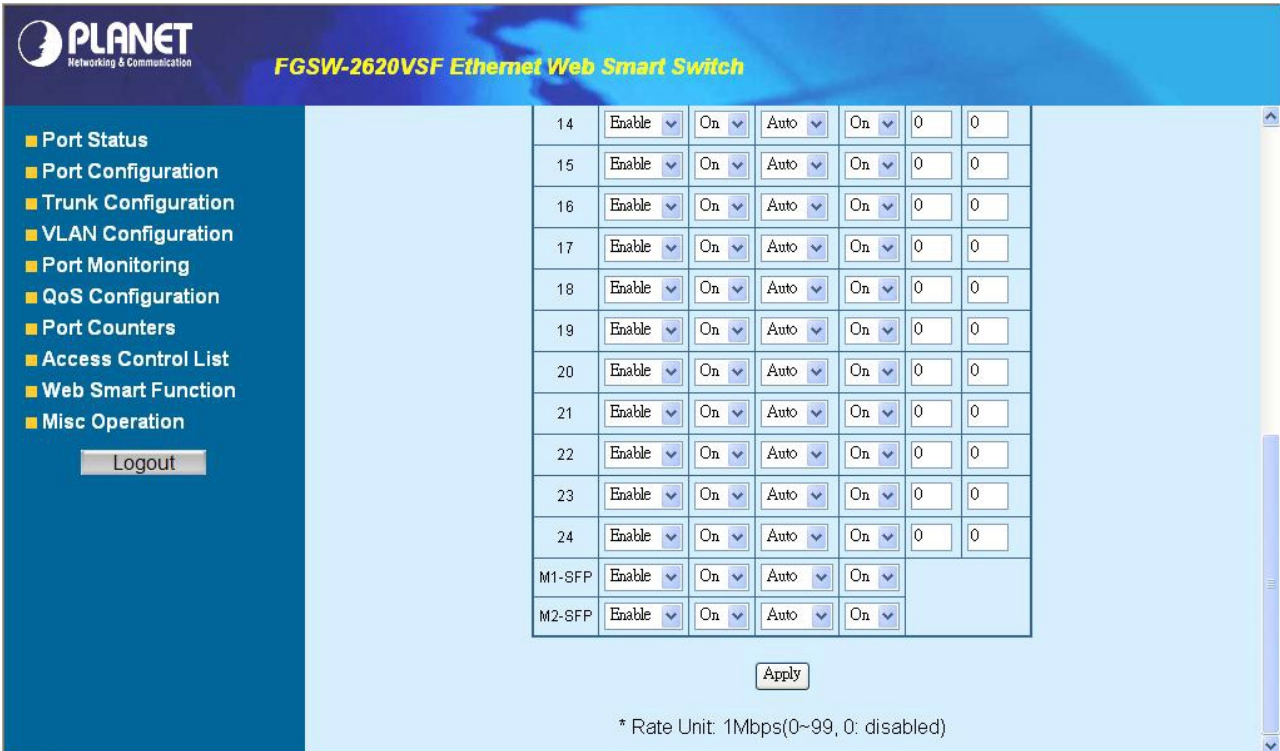 PLANET
Networking & Communication
FGSW-2620VSF Ethernet Web Smart Switch
Port Status
Port Configuration
Trunk Configuration
VLAN Configuration
Port Monitoring
QoS Configuration
Port Counters
Access Control List
Web Smart Function
Misc Operation
Logout
14 Enable On Auto On 0 0
15 Enable On Auto On 0 0
16 Enable On Auto On 0 0
17 Enable On Auto On 0 0
18 Enable On Auto On 0 0
19 Enable On Auto On 0 0
20 Enable On Auto On 0 0
21 Enable On Auto On 0 0
22 Enable On Auto On 0 0
23 Enable On Auto On 0 0
24 Enable On Auto On 0 0
M1-SFP Enable On Auto On
M2-SFP Enable On Auto On
Apply
* Rate Unit: 1Mbps(0~99, 0: disabled)